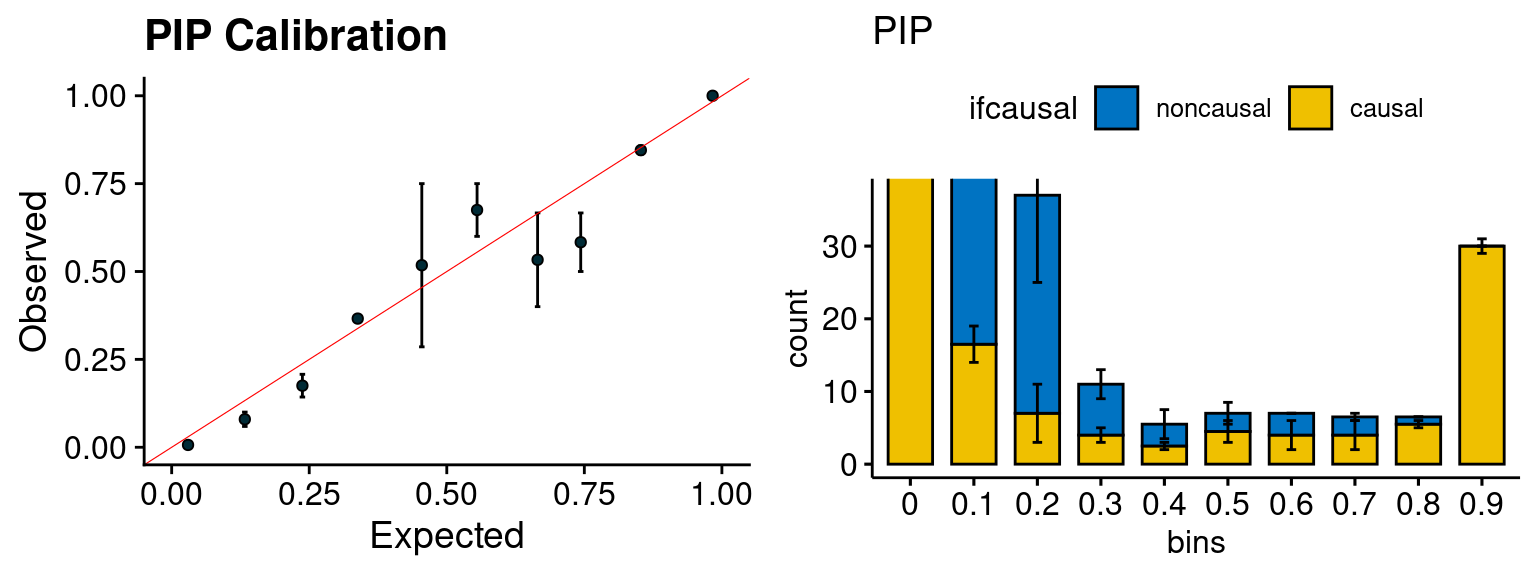 PIP Calibration
1.00
0.75
0.50
0.25
0.00
Observed
0.00 0.25 0.50 0.75 1.00
Expected
PIP
ifcausal noncausal causal
30
20
10
0
count
0 0.1 0.2 0.3 0.4 0.5 0.6 0.7 0.8 0.9
bins